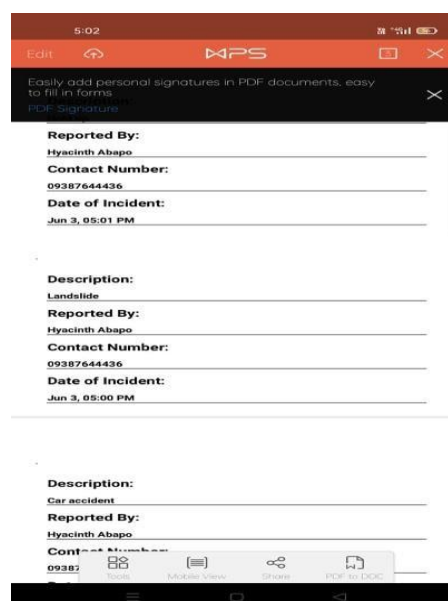 5:02
Edit
WPS
Easily add personal signatures in PDF documents, easy
to fill in forms
PDF Signature
Reported By:
Hyacinth Abapo
Contact Number:
09387644436
Date of Incident:
Jun 3, 05:01 PM
Description:
Landslide
Reported By:
Hyacinth Abapo
Contact Number:
09387644436
Date of Incident:
Jun 3, 05:00 PM
Description:
Car accident
Reported By:
Hyacinth Abapo
Contact Number:
09387
Tools
Mobile View
Share
PDF to DOC